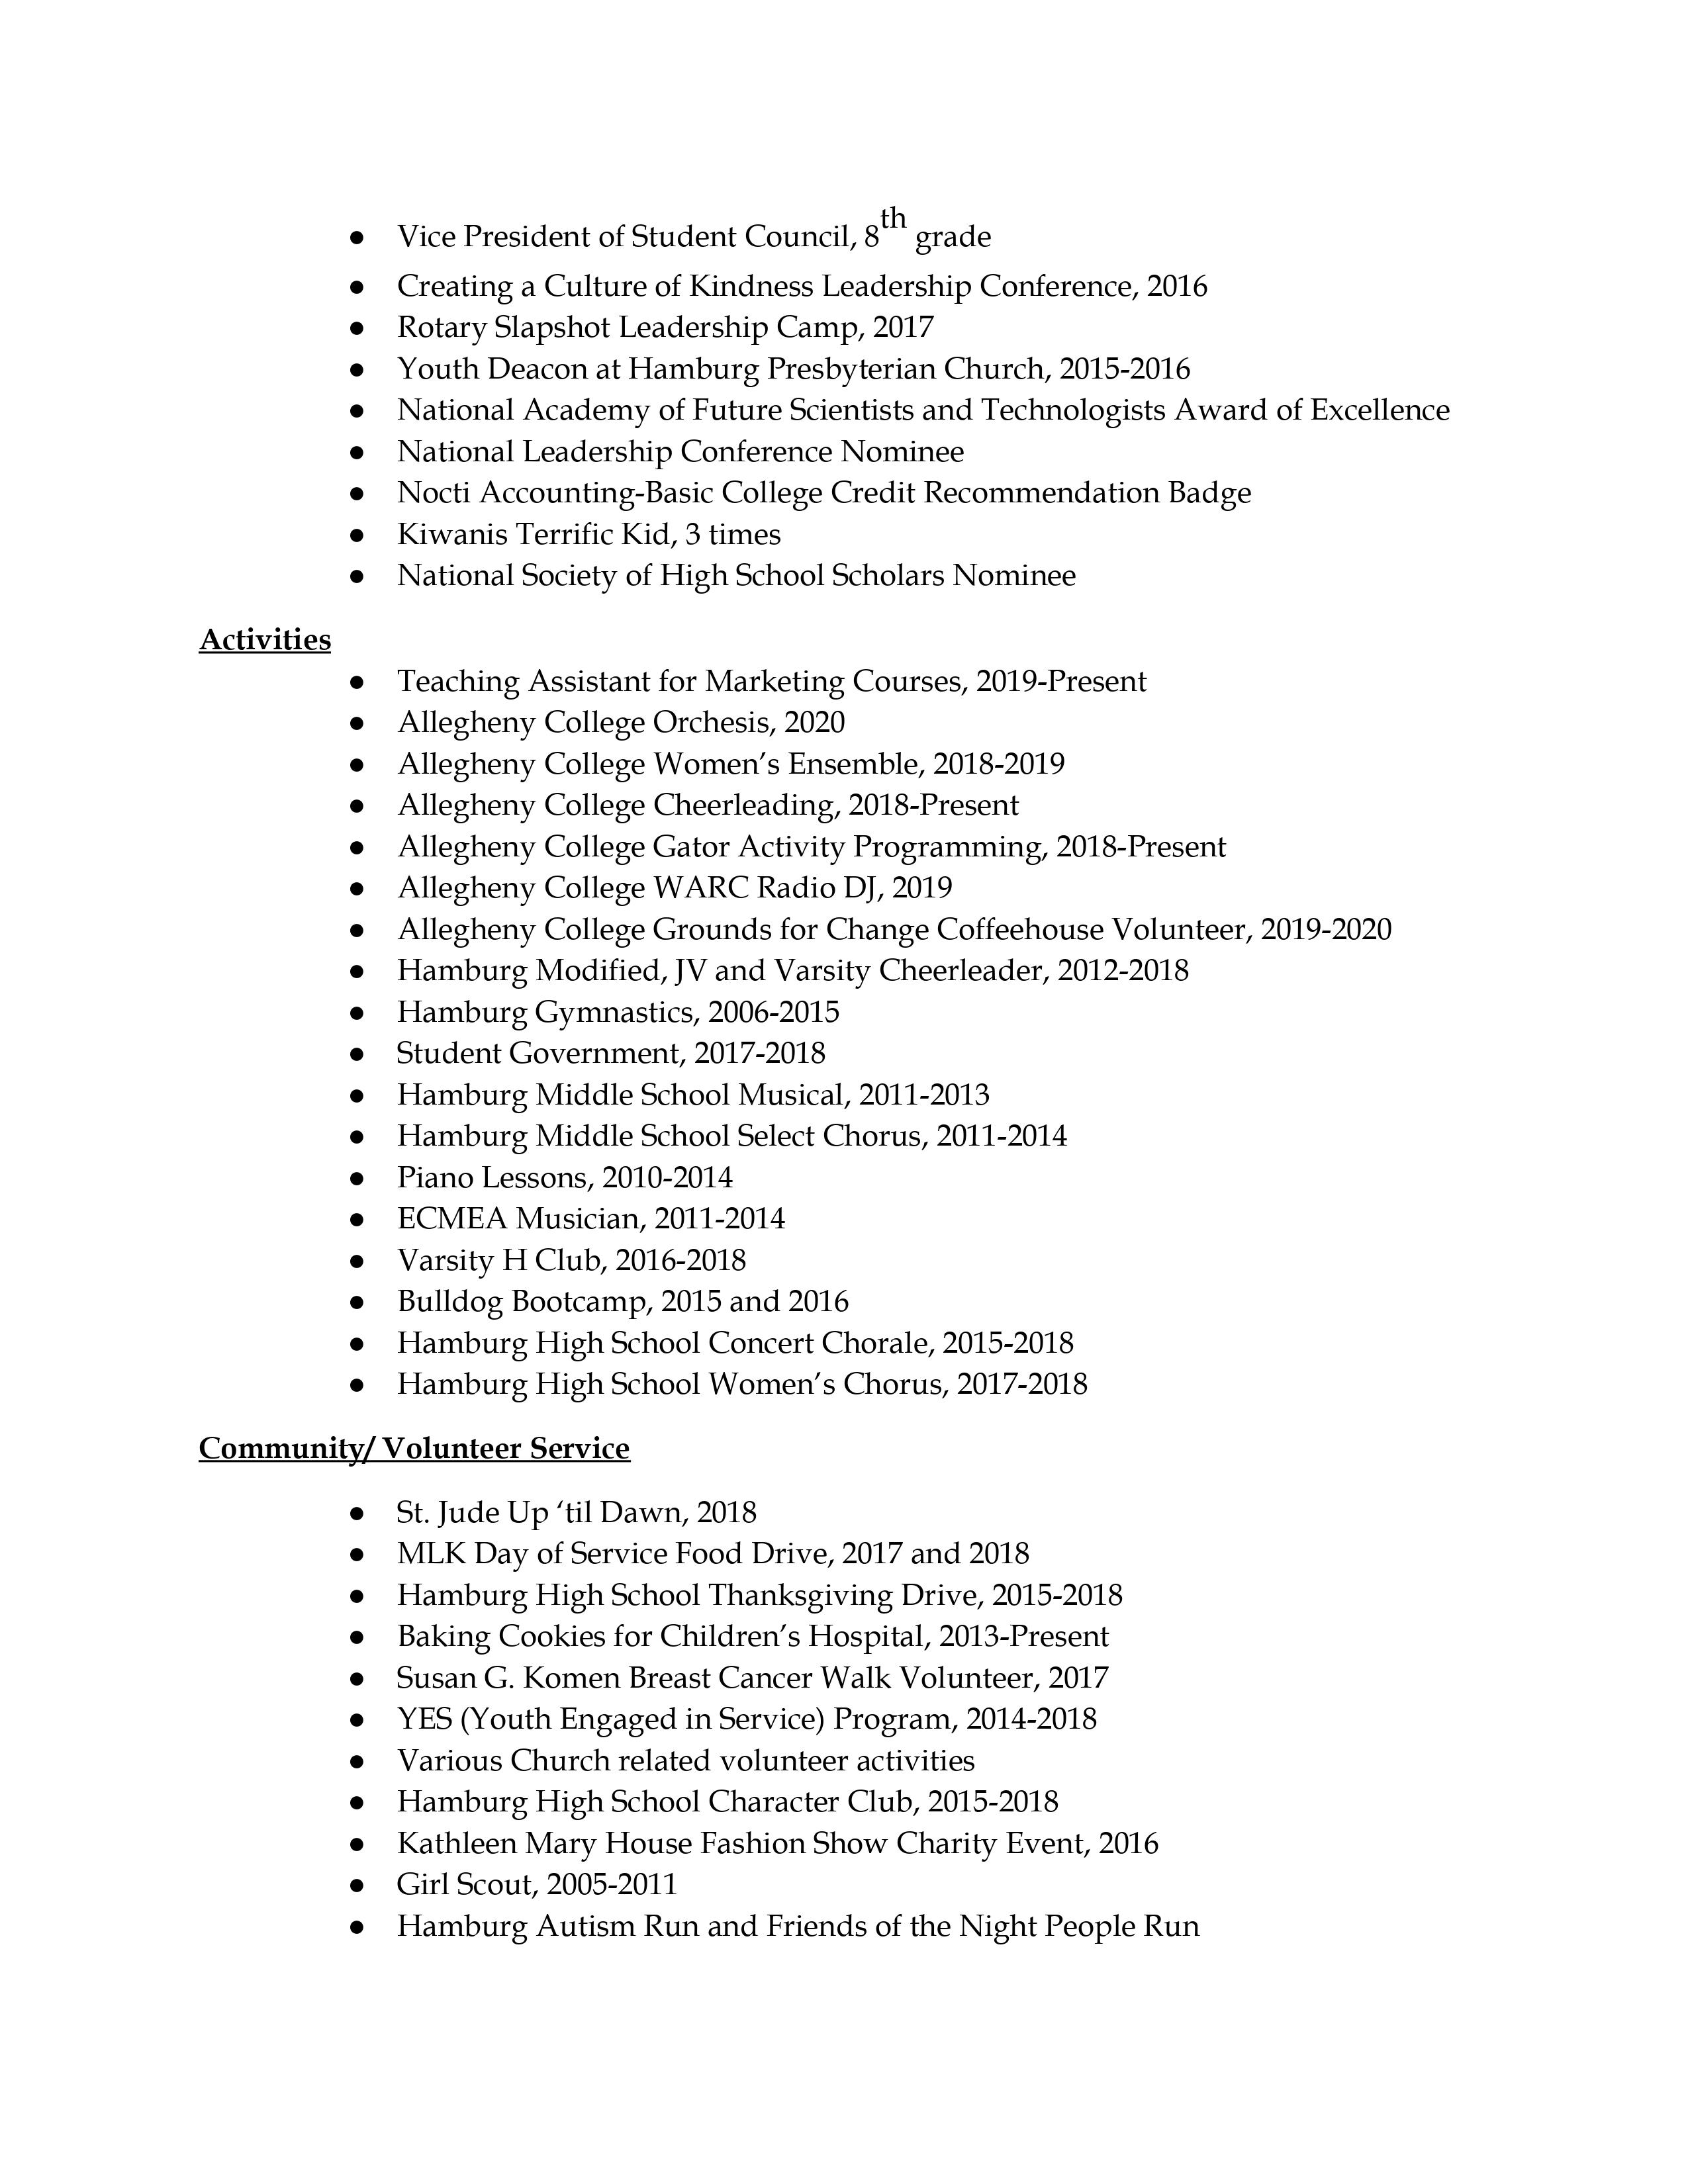 ● Vice President of Student Council, 8th grade
● Creating a Culture of Kindness Leadership Conference, 2016
● Rotary Slapshot Leadership Camp, 2017
● Youth Deacon at Hamburg Presbyterian Church, 2015-2016
● National Academy of Future Scientists and Technologists Award of Excellence
● National Leadership Conference Nominee
● Nocti Accounting-Basic College Credit Recommendation Badge
● Kiwanis Terrific Kid, 3 times
● National Society of High School Scholars Nominee
Activities
● Teaching Assistant for Marketing Courses, 2019-Present
● Allegheny College Orchesis, 2020
● Allegheny College Women’s Ensemble, 2018-2019
● Allegheny College Cheerleading, 2018-Present
● Allegheny College Gator Activity Programming, 2018-Present
● Allegheny College WARC Radio DJ, 2019
● Allegheny College Grounds for Change Coffeehouse Volunteer, 2019-2020
● Hamburg Modified, JV and Varsity Cheerleader, 2012-2018
● Hamburg Gymnastics, 2006-2015
● Student Government, 2017-2018
● Hamburg Middle School Musical, 2011-2013
● Hamburg Middle School Select Chorus, 2011-2014
● Piano Lessons, 2010-2014
● ECMEA Musician, 2011-2014
● Varsity H Club, 2016-2018
● Bulldog Bootcamp, 2015 and 2016
● Hamburg High School Concert Chorale, 2015-2018
● Hamburg High School Women’s Chorus, 2017-2018
Community/ Volunteer Service
● St. Jude Up ‘til Dawn, 2018
● MLK Day of Service Food Drive, 2017 and 2018
● Hamburg High School Thanksgiving Drive, 2015-2018
● Baking Cookies for Children’s Hospital, 2013-Present
● Susan G. Komen Breast Cancer Walk Volunteer, 2017
● YES (Youth Engaged in Service) Program, 2014-2018
● Various Church related volunteer activities
● Hamburg High School Character Club, 2015-2018
● Kathleen Mary House Fashion Show Charity Event, 2016
● Girl Scout, 2005-2011
● Hamburg Autism Run and Friends of the Night People Run